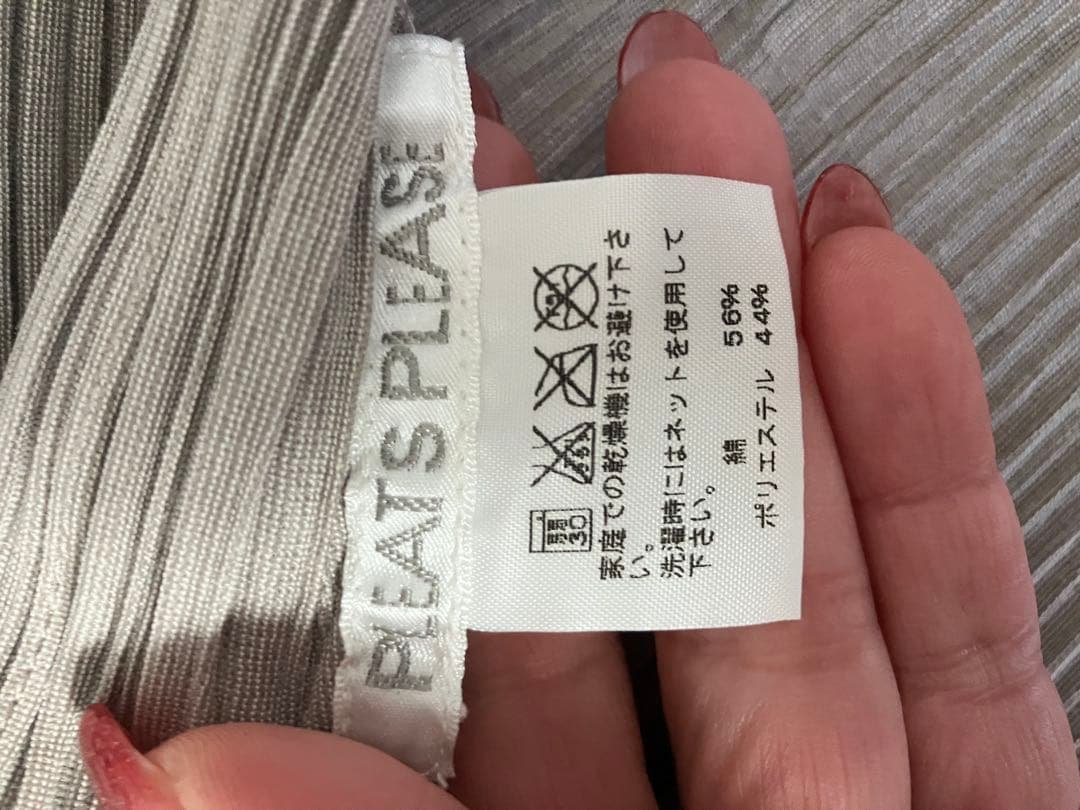 PLEATS PLEASE
弱
30
家庭での乾燥機はお避け下さ
い。
洗濯時にはネットを使用して
下さい。
綿 56%
ポリエステル 44%